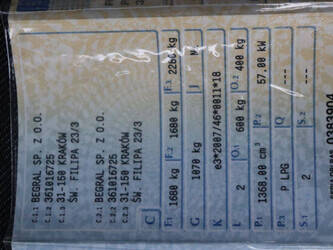 C.1.1 BEGRAL SP. Z O.O.
C.1.2 361016725
C.1.3 31-150 KRAKÓW
ŚW. FILIPA 23/3
C.2.1 BEGRAL SP. Z O.O.
C.2.2 361016725
C.2.3 31-150 KRAKÓW
ŚW. FILIPA 23/3
C
F.1 1680 kg F.2 1680 kg F.3 2260 kg
G 1070 kg J
K e3*2007/46*0011*18
L 2 O.1 600 kg O.2 400 kg
P.1 1368.00 cm³ P.2 57.00 kW
P.3 P LPG Q ---
S.1 2 S.2 ---